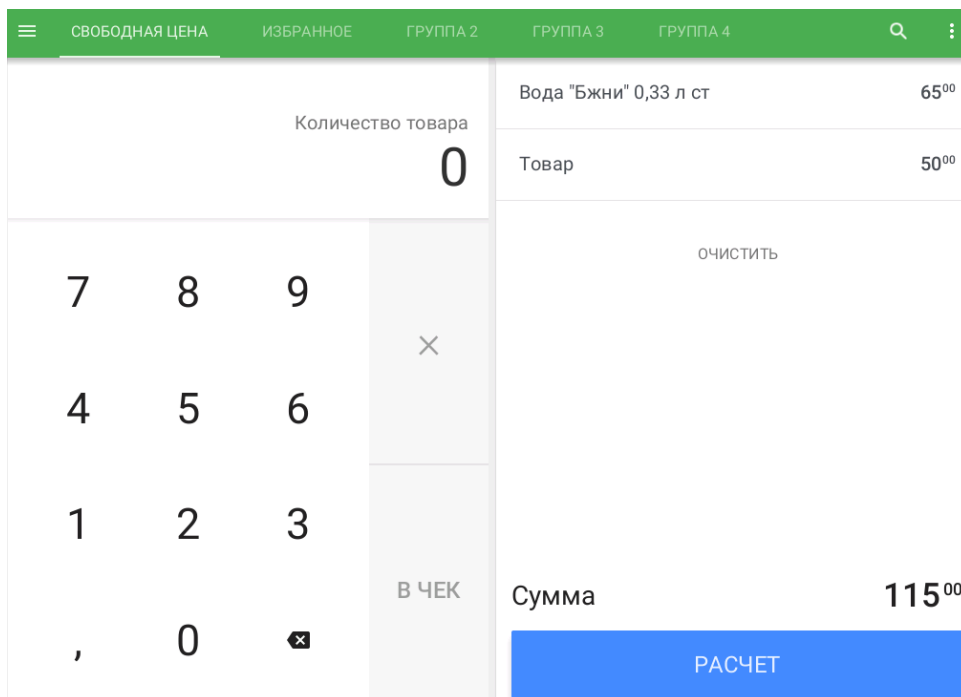 СВОБОДНАЯ ЦЕНА ИЗБРАННОЕ ГРУППА 2 ГРУППА 3 ГРУППА 4
Количество товара
0
7 8 9
×
4 5 6
1 2 3
В ЧЕК
, 0
Вода "Бжни" 0,33 л ст 65⁰⁰
Товар 50⁰⁰
ОЧИСТИТЬ
Сумма 115⁰⁰
РАСЧЕТ